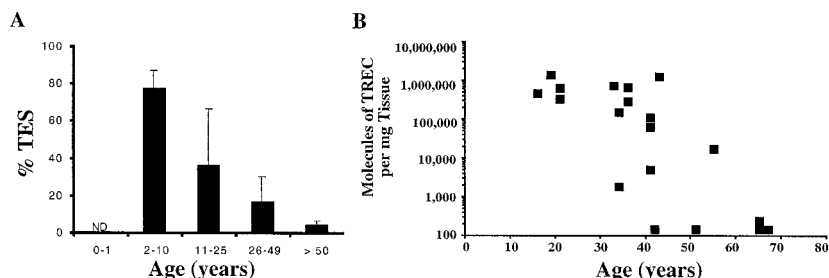 A
100
80
60
40
20
0
% TES
ND
0-1 2-10 11-25 26-49 > 50
Age (years)
B
10,000,000
1,000,000
100,000
10,000
1,000
100
Molecules of TREC
per mg Tissue
0 10 20 30 40 50 60 70 80
Age (years)